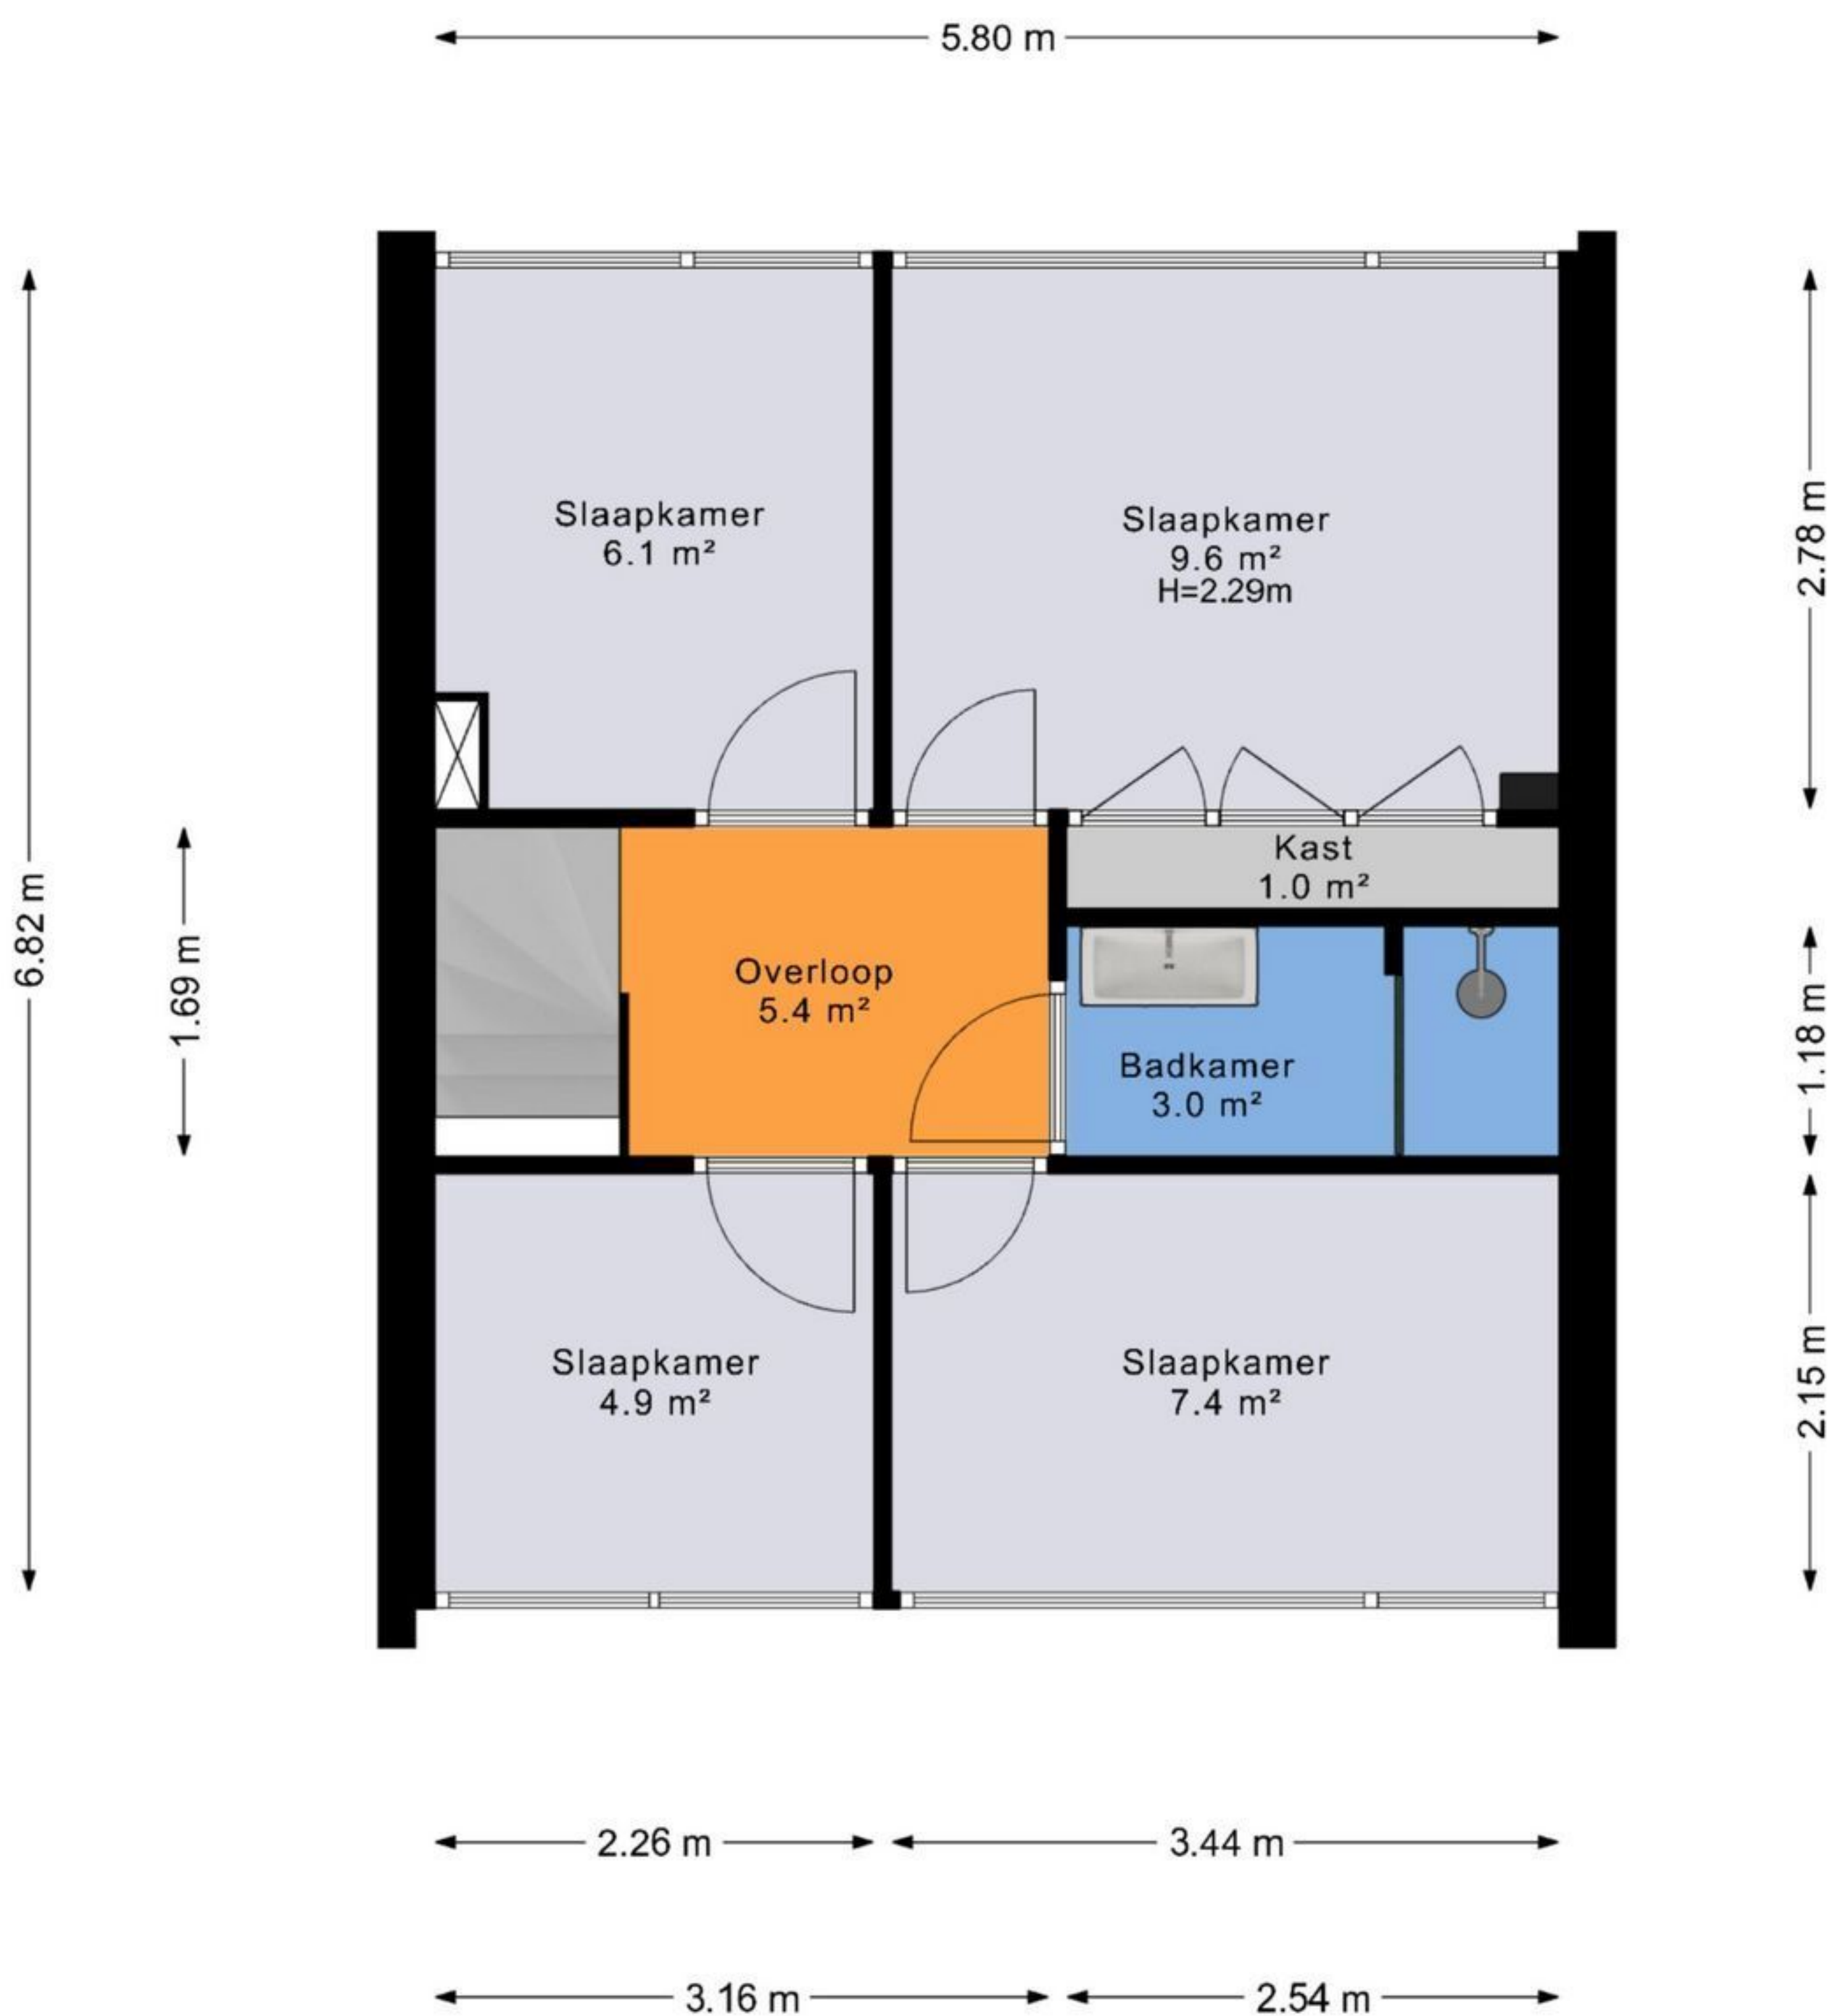 5.80 m
Slaapkamer
6.1 m²
Slaapkamer
9.6 m²
H=2.29m
2.78 m
6.82 m
1.69 m
Kast
1.0 m²
Overloop
5.4 m²
Badkamer
3.0 m²
1.18 m
Slaapkamer
4.9 m²
Slaapkamer
7.4 m²
2.15 m
2.26 m
3.44 m
3.16 m
2.54 m